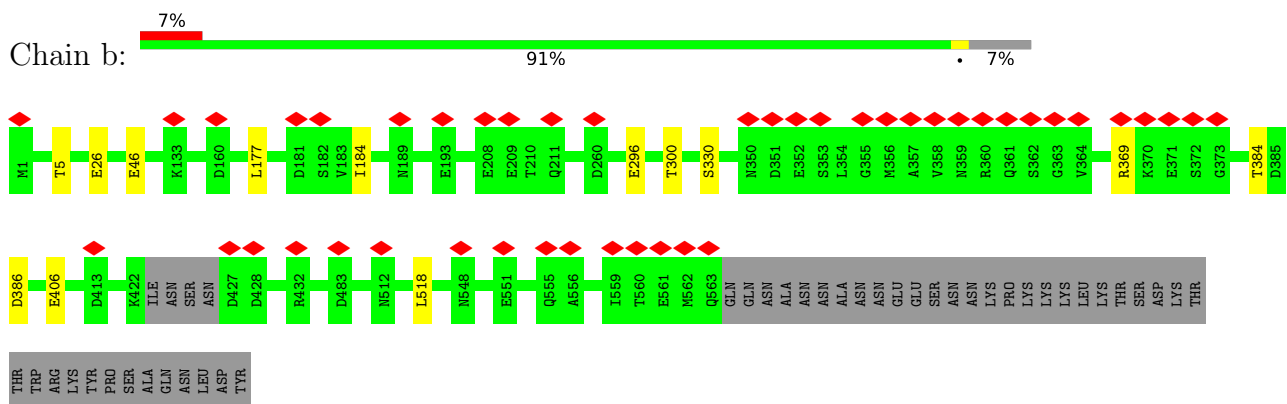 7%
Chain b:
91% • 7%
M1 T5 E26 E46 K133 D160 L177 D181 S182 V183 I184 N189 E193 E208 E209 T210 Q211 D260 E296 T300 S330 N350 D351 E352 S353 L354 G355 M356 A357 V358 N359 R360 Q361 S362 G363 V364 R369 K370 E371 S372 G373 T384 D385
D386 E406 D413 K422 ILE ASN SER ASN D427 D428 R432 D483 N512 L518 N548 E551 Q555 A556 I559 T560 E561 M562 Q563 GLN GLN ASN ALA ASN ASN ALA ASN ASN GLU GLU SER ASN ASN LYS PRO LYS LYS LYS LEU LYS THR SER ASP LYS THR
THR TRP ARG LYS TYR PRO SER ALA GLN ASN LEU ASP TYR